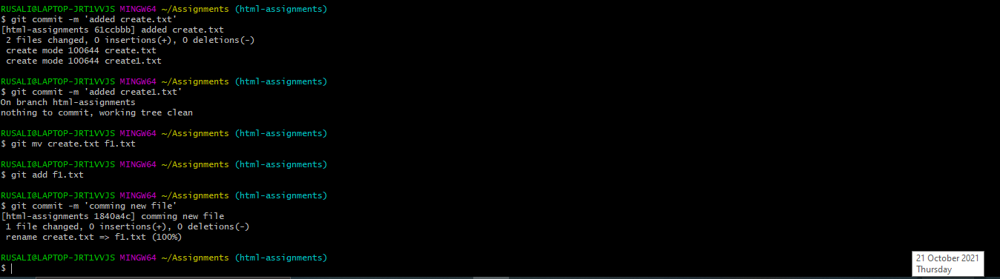 RUSALI@LAPTOP-JRT1VVJS MINGW64 ~/Assignments (html-assignments)
$ git commit -m 'added create.txt'
[html-assignments 61ccbbb] added create.txt
 2 files changed, 0 insertions(+), 0 deletions(-)
 create mode 100644 create.txt
 create mode 100644 create1.txt
RUSALI@LAPTOP-JRT1VVJS MINGW64 ~/Assignments (html-assignments)
$ git commit -m 'added create1.txt'
On branch html-assignments
nothing to commit, working tree clean
RUSALI@LAPTOP-JRT1VVJS MINGW64 ~/Assignments (html-assignments)
$ git mv create.txt f1.txt
RUSALI@LAPTOP-JRT1VVJS MINGW64 ~/Assignments (html-assignments)
$ git add f1.txt
RUSALI@LAPTOP-JRT1VVJS MINGW64 ~/Assignments (html-assignments)
$ git commit -m 'comming new file'
[html-assignments 1840a4c] comming new file
 1 file changed, 0 insertions(+), 0 deletions(-)
 rename create.txt => f1.txt (100%)
RUSALI@LAPTOP-JRT1VVJS MINGW64 ~/Assignments (html-assignments)
$
21 October 2021
Thursday